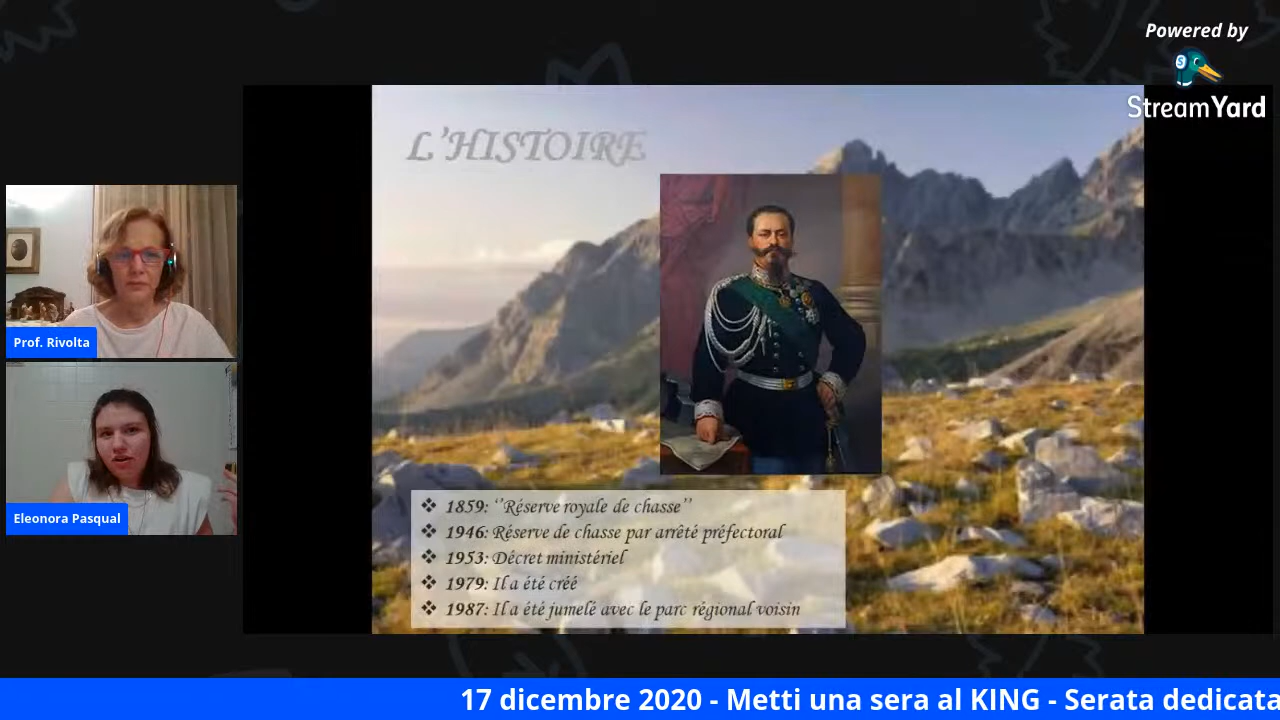 Powered by
StreamYard
L'HISTOIRE
Prof. Rivolta
Eleonora Pasqual
❖ 1859: ‘’Réserve royale de chasse’’
❖ 1946: Réserve de chasse par arrêté préfectoral
❖ 1953: Décret ministériel
❖ 1979: Il a été créé
❖ 1987: Il a été jumelé avec le parc régional voisin
17 dicembre 2020 - Metti una sera al KING - Serata dedicata